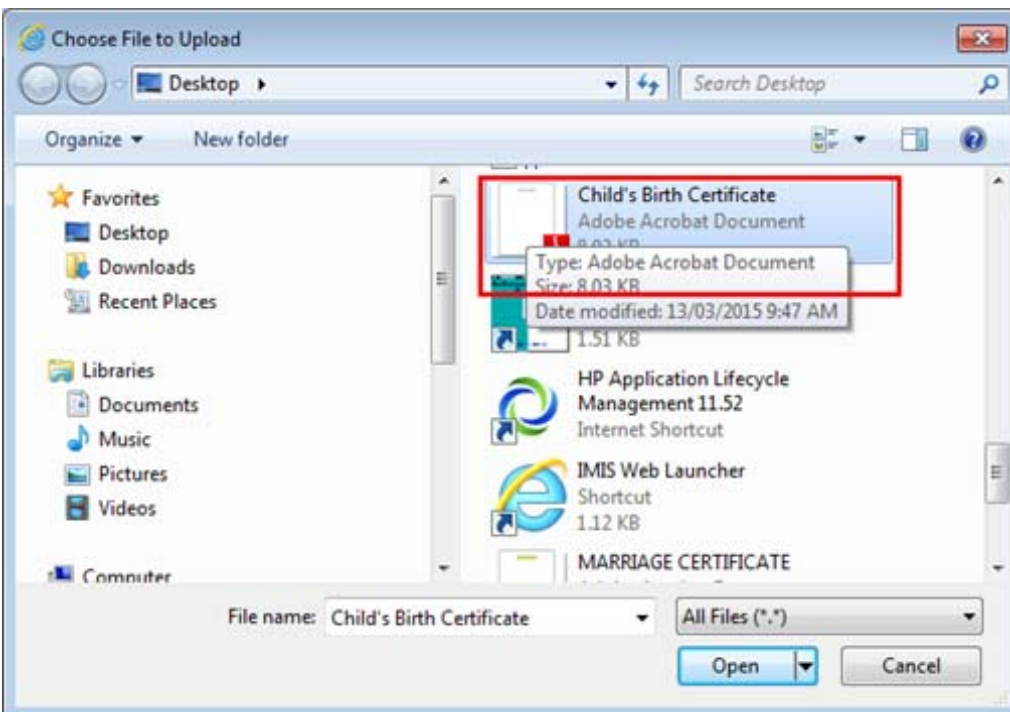 Choose File to Upload
Desktop
Search Desktop
Organize
New folder
Favorites
Desktop
Downloads
Recent Places
Libraries
Documents
Music
Pictures
Videos
Computer
Child's Birth Certificate
Adobe Acrobat Document
8.03 KB
Type: Adobe Acrobat Document
Size: 8.03 KB
Date modified: 13/03/2015 9:47 AM
1.51 KB
HP Application Lifecycle
Management 11.52
Internet Shortcut
IMIS Web Launcher
Shortcut
1.12 KB
MARRIAGE CERTIFICATE
File name: Child's Birth Certificate
All Files (*.*)
Open
Cancel